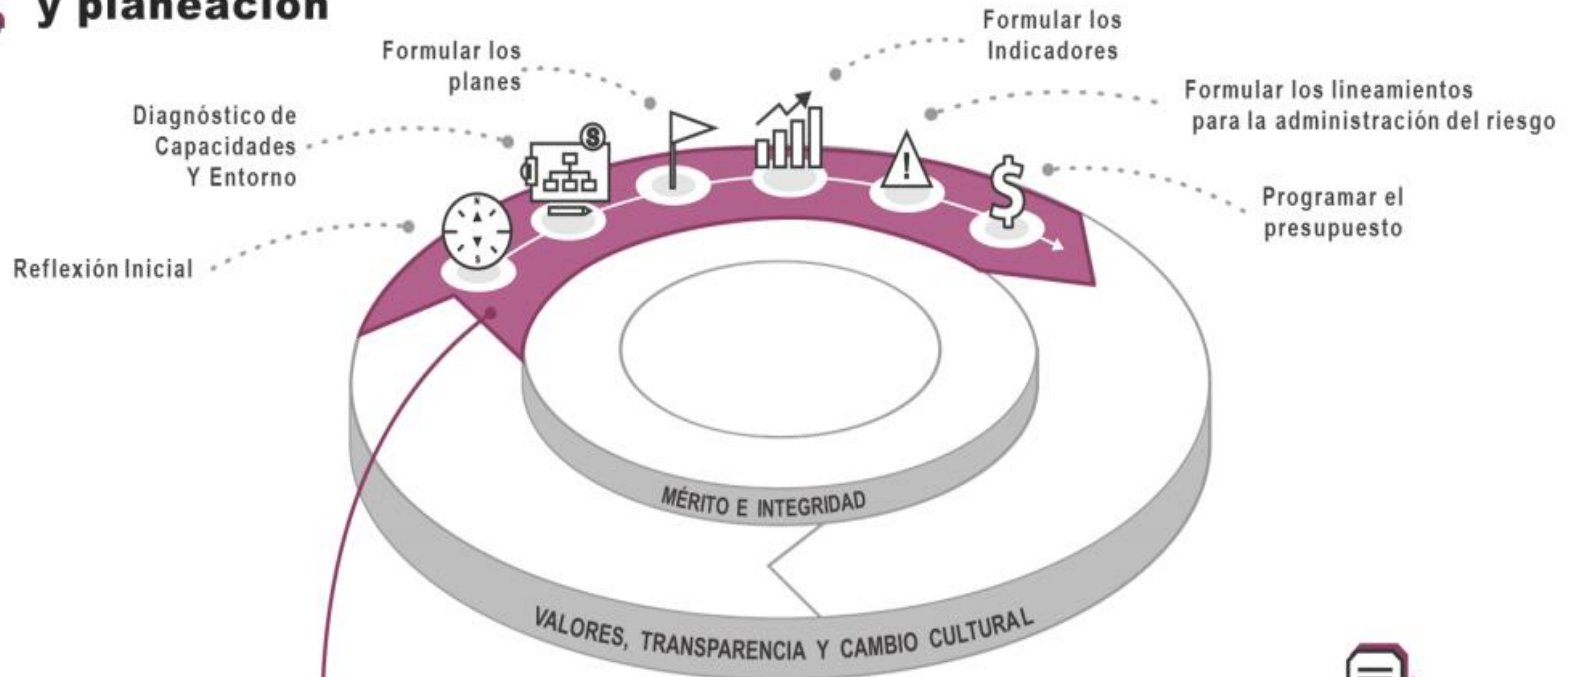 y planeación
Formular los
Indicadores
Formular los
planes
Formular los lineamientos
para la administración del riesgo
Diagnóstico de
Capacidades
Y Entorno
$
N
!
$
Programar el
presupuesto
S
Reflexión Inicial
MÉRITO E INTEGRIDAD
VALORES, TRANSPARENCIA Y CAMBIO CULTURAL